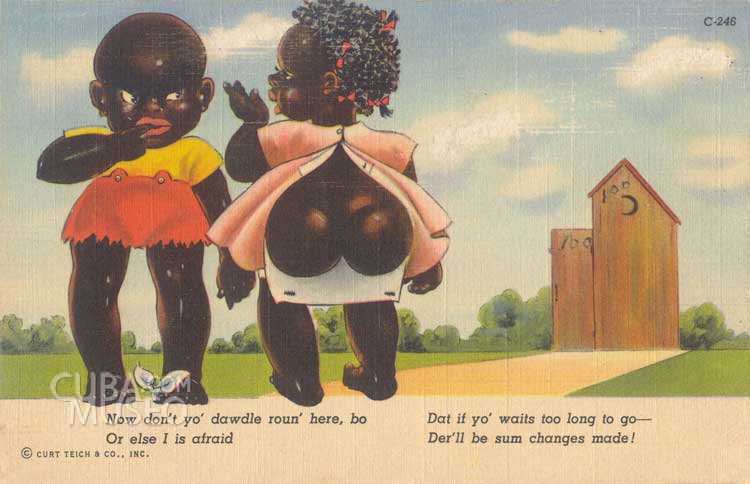 C-246
100
100
CUBA
.COM
MUSEO
Now don't yo' dawdle roun' here, bo
Or else I is afraid
Dat if yo' waits too long to go—
Der'll be sum changes made!
© CURT TEICH & CO., INC.